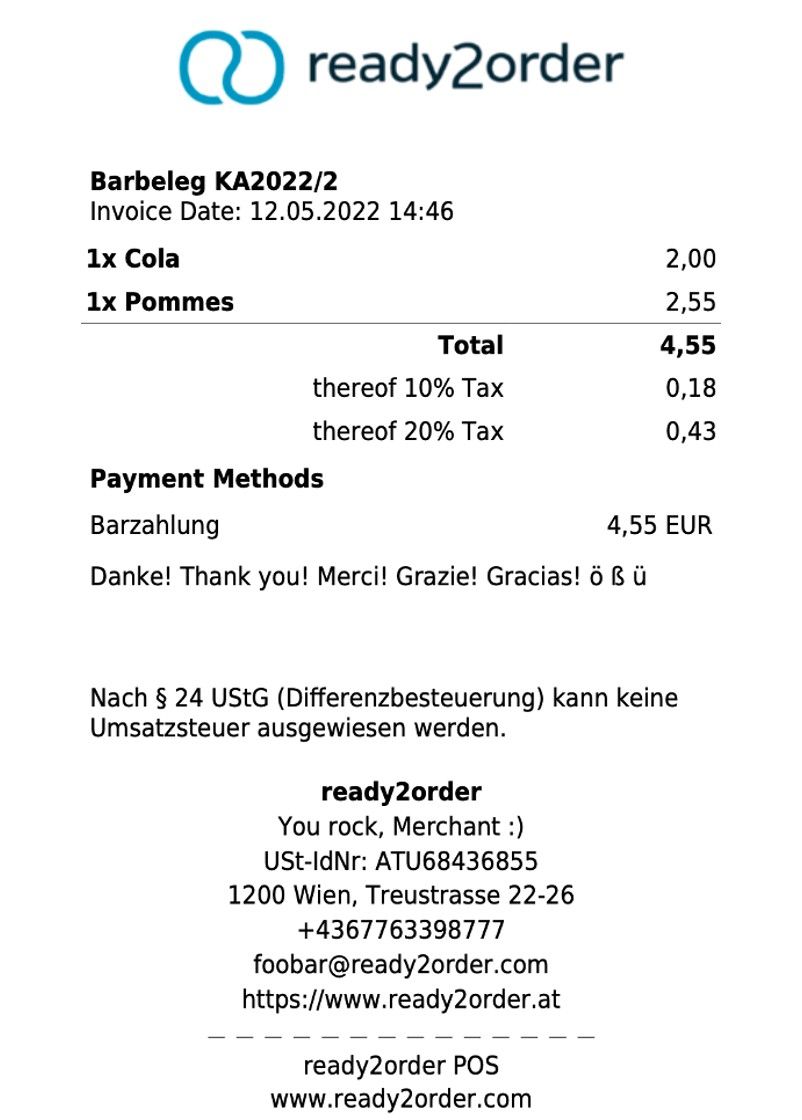 ready2order
Barbeleg KA2022/2
Invoice Date: 12.05.2022 14:46
1x Cola 2,00
1x Pommes 2,55
Total 4,55
thereof 10% Tax 0,18
thereof 20% Tax 0,43
Payment Methods
Barzahlung 4,55 EUR
Danke! Thank you! Merci! Grazie! Gracias! ö ß ü
Nach § 24 UStG (Differenzbesteuerung) kann keine
Umsatzsteuer ausgewiesen werden.
ready2order
You rock, Merchant :)
USt-IdNr: ATU68436855
1200 Wien, Treustrasse 22-26
+4367763398777
foobar@ready2order.com
https://www.ready2order.at
_ _ _ _ _ _ _ _ _ _ _ _ _ _
ready2order POS
www.ready2order.com